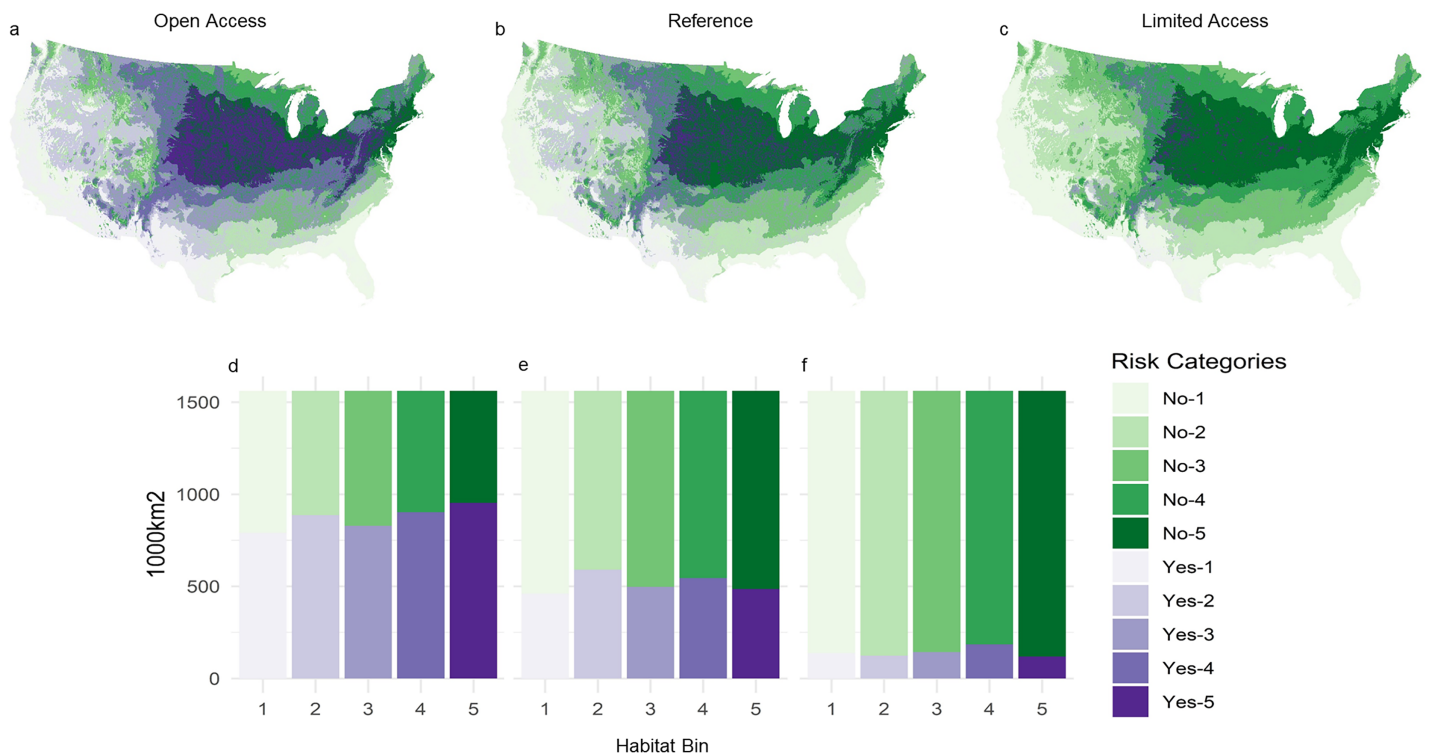 Open Access
Reference
Limited Access
a
b
c
d
e
f
Risk Categories
No-1
No-2
No-3
No-4
No-5
Yes-1
Yes-2
Yes-3
Yes-4
Yes-5
1500
1000
500
0
1000km2
1 2 3 4 5
1 2 3 4 5
1 2 3 4 5
Habitat Bin